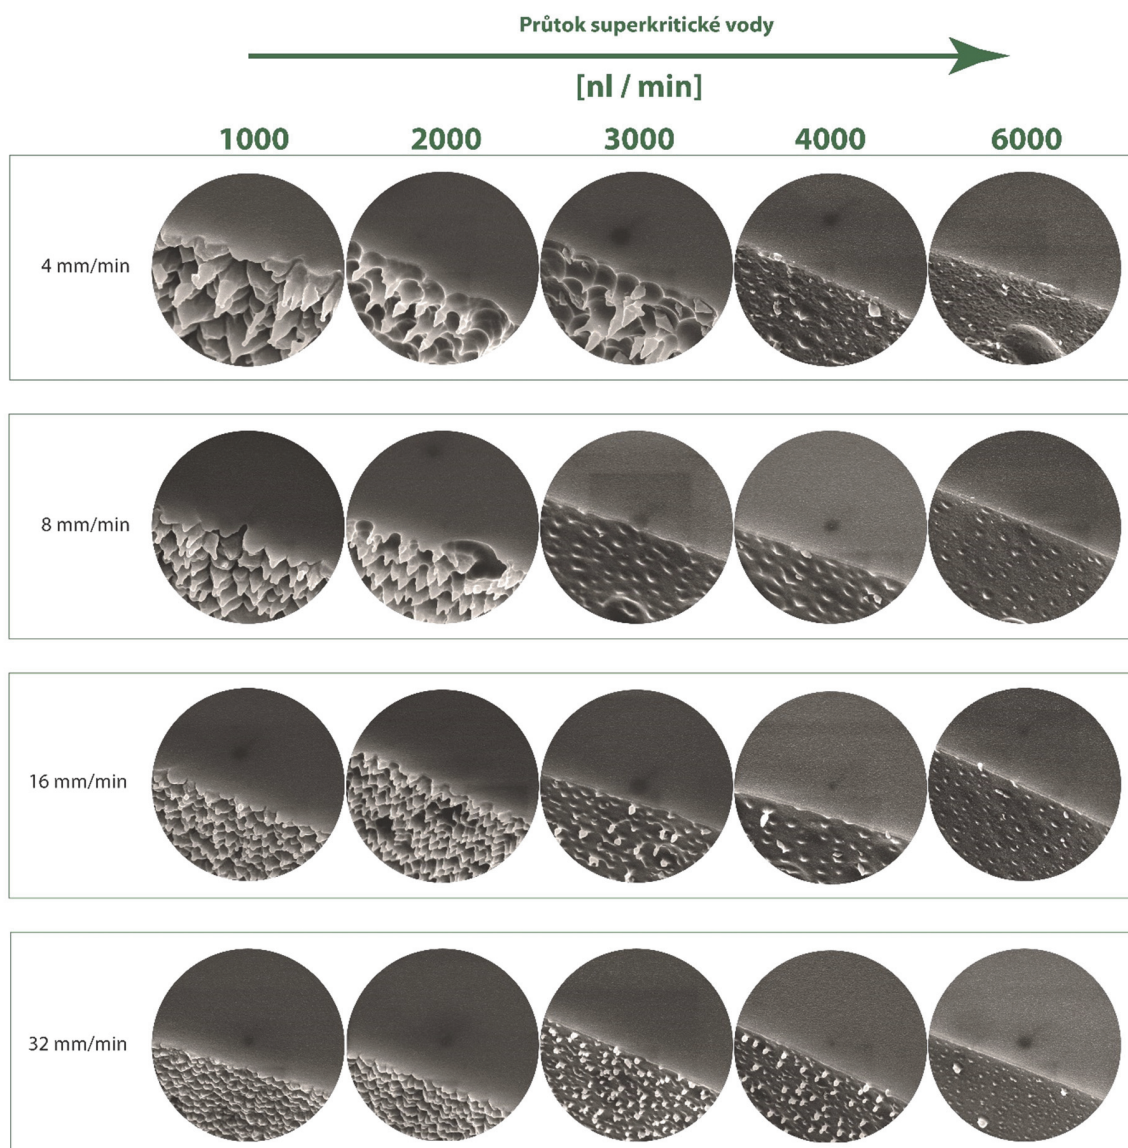 Průtok superkritické vody
[nl / min]
1000 2000 3000 4000 6000
4 mm/min
8 mm/min
16 mm/min
32 mm/min